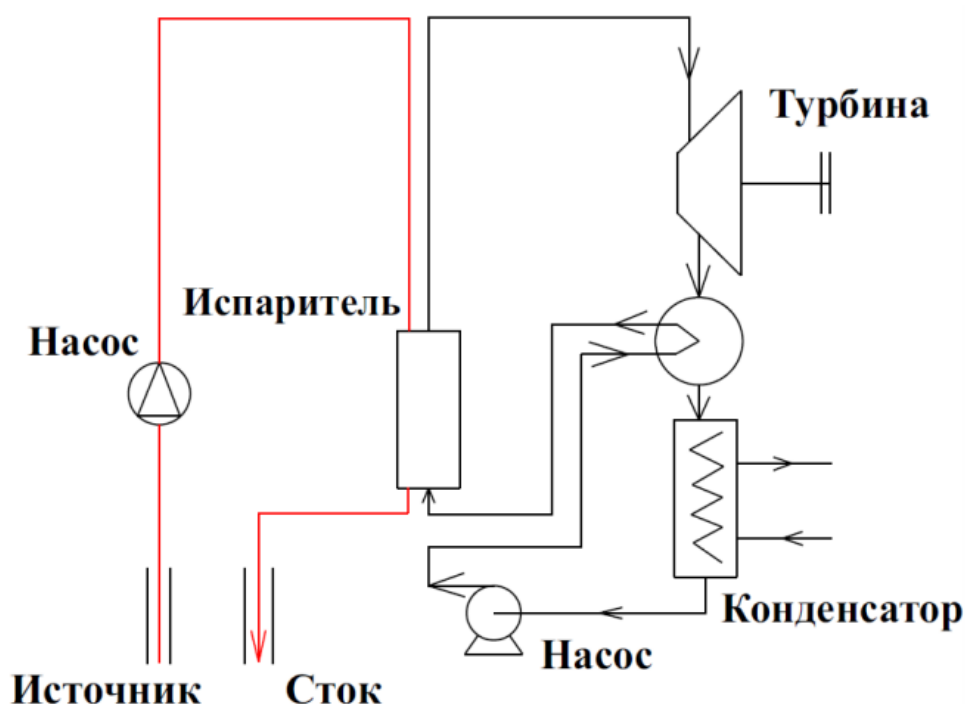 Турбина
Испаритель
Насос
Конденсатор
Насос
Источник
Сток